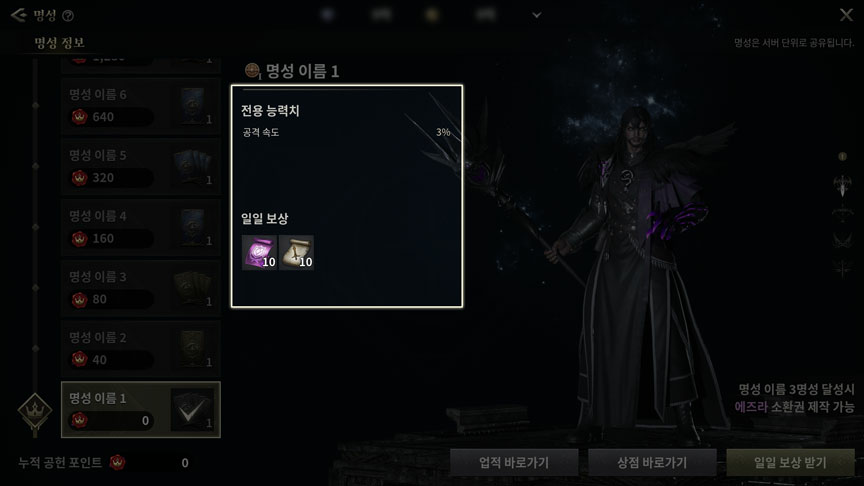 명성
명성 정보
명성은 서버 단위로 공유됩니다.
명성 이름 1
전용 능력치
공격 속도 3%
일일 보상
10 10
1
명성 이름 6
640
1
명성 이름 5
320
1
명성 이름 4
160
1
명성 이름 3
80
1
명성 이름 2
40
1
명성 이름 1
0
1
누적 공헌 포인트 0
명성 이름 3명성 달성시
에즈라 소환권 제작 가능
업적 바로가기
상점 바로가기
일일 보상 받기